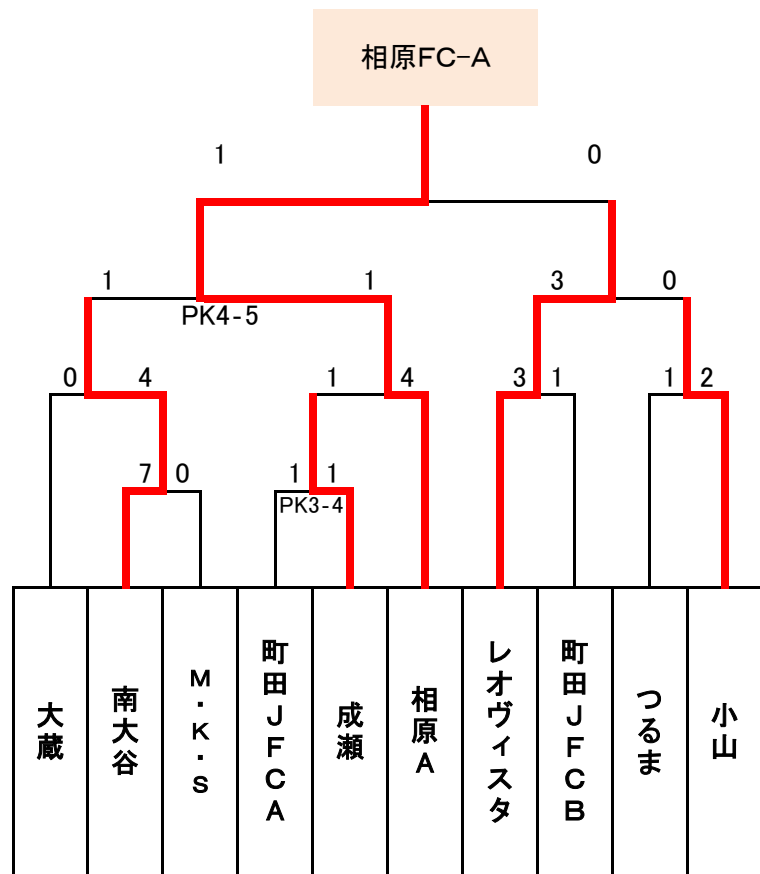 相原FC-A
1 0
1 1 3 0
PK4-5
0 4 1 4 3 1 1 2
7 0 1 1
PK3-4
大蔵
南大谷
M・K・S
町田JFCA
成瀬
相原A
レオヴィスタ
町田JFCB
つるま
小山